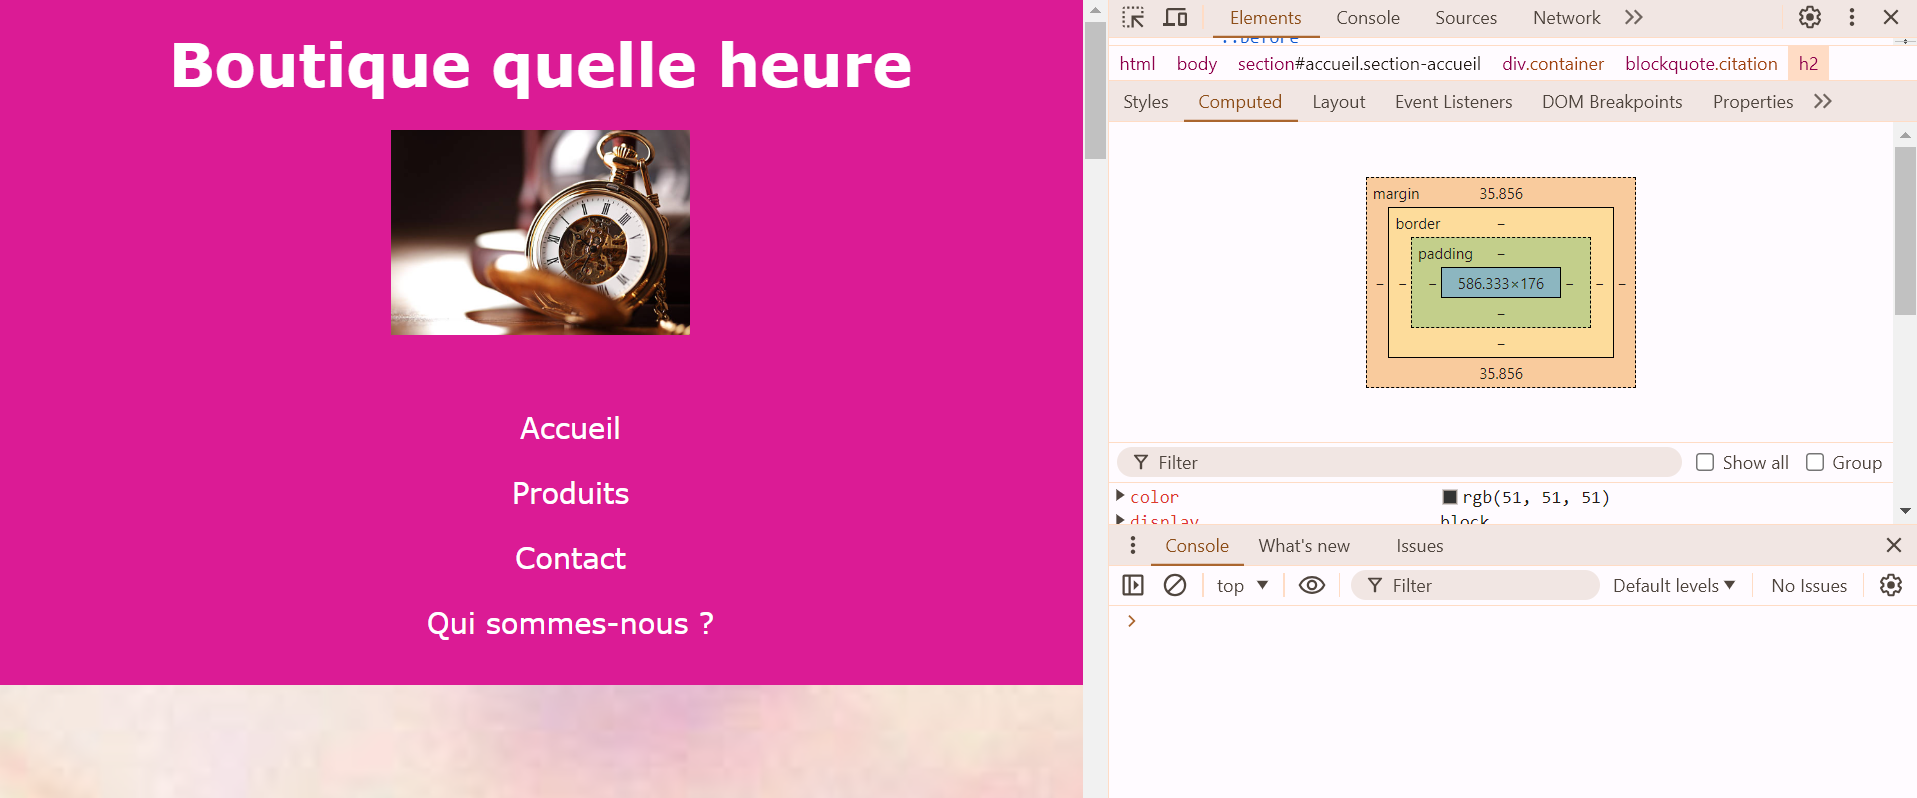 Boutique quelle heure
Accueil
Produits
Contact
Qui sommes-nous ?
Elements Console Sources Network
::before
html body section#accueil.section-accueil div.container blockquote.citation h2
Styles Computed Layout Event Listeners DOM Breakpoints Properties
margin 35.856
border –
padding –
– – – 586.333×176 – – –
–
–
35.856
Filter Show all Group
color rgb(51, 51, 51)
display block
Console What's new Issues
top Filter Default levels No Issues